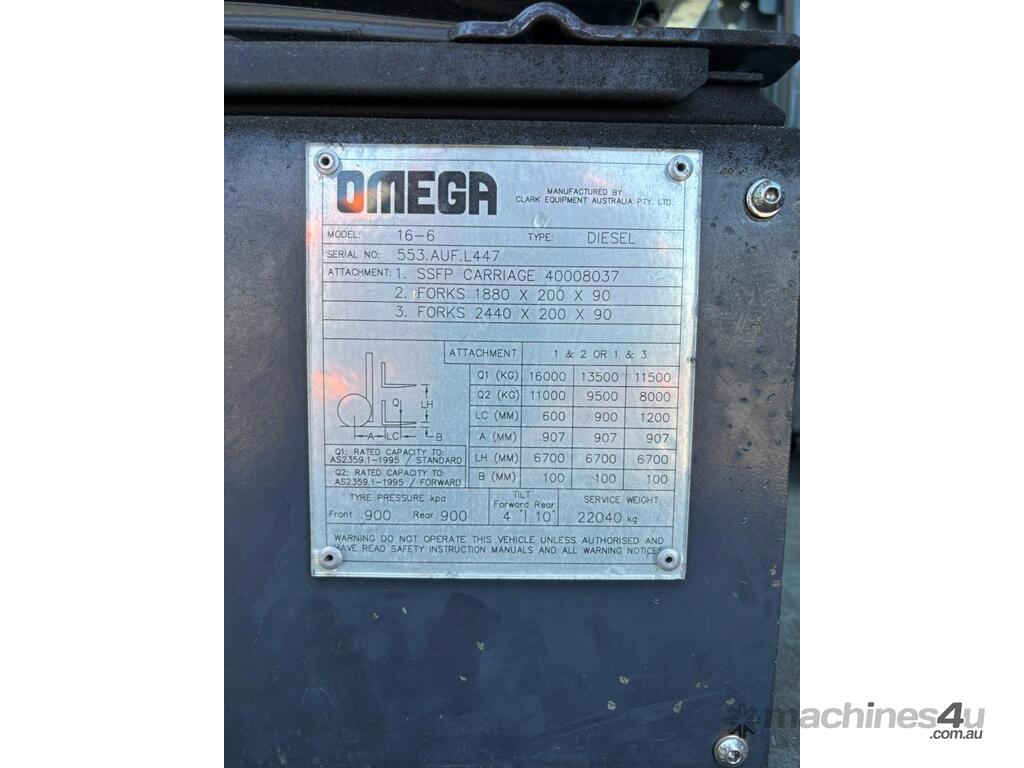 OMEGA
MANUFACTURED BY
CLARK EQUIPMENT AUSTRALIA PTY. LTD.
MODEL: 16-6 TYPE: DIESEL
SERIAL NO: 553.AUF.L447
ATTACHMENT: 1. SSFP CARRIAGE 40008037
2. FORKS 1880 X 200 X 90
3. FORKS 2440 X 200 X 90
ATTACHMENT 1 & 2 OR 1 & 3
Q1 (KG) 16000 13500 11500
Q2 (KG) 11000 9500 8000
LC (MM) 600 900 1200
A (MM) 907 907 907
LH (MM) 6700 6700 6700
B (MM) 100 100 100
Q LH
A LC B
Q1: RATED CAPACITY TO:
AS2359.1-1995 / STANDARD
Q2: RATED CAPACITY TO:
AS2359.1-1995 / FORWARD
TYRE PRESSURE kpa
Front 900 Rear 900
TILT
Forward Rear
4° 10°
SERVICE WEIGHT
22040 kg
WARNING DO NOT OPERATE THIS VEHICLE UNLESS AUTHORISED AND
HAVE READ SAFETY INSTRUCTION MANUALS AND ALL WARNING NOTICES
machines4u
.com.au